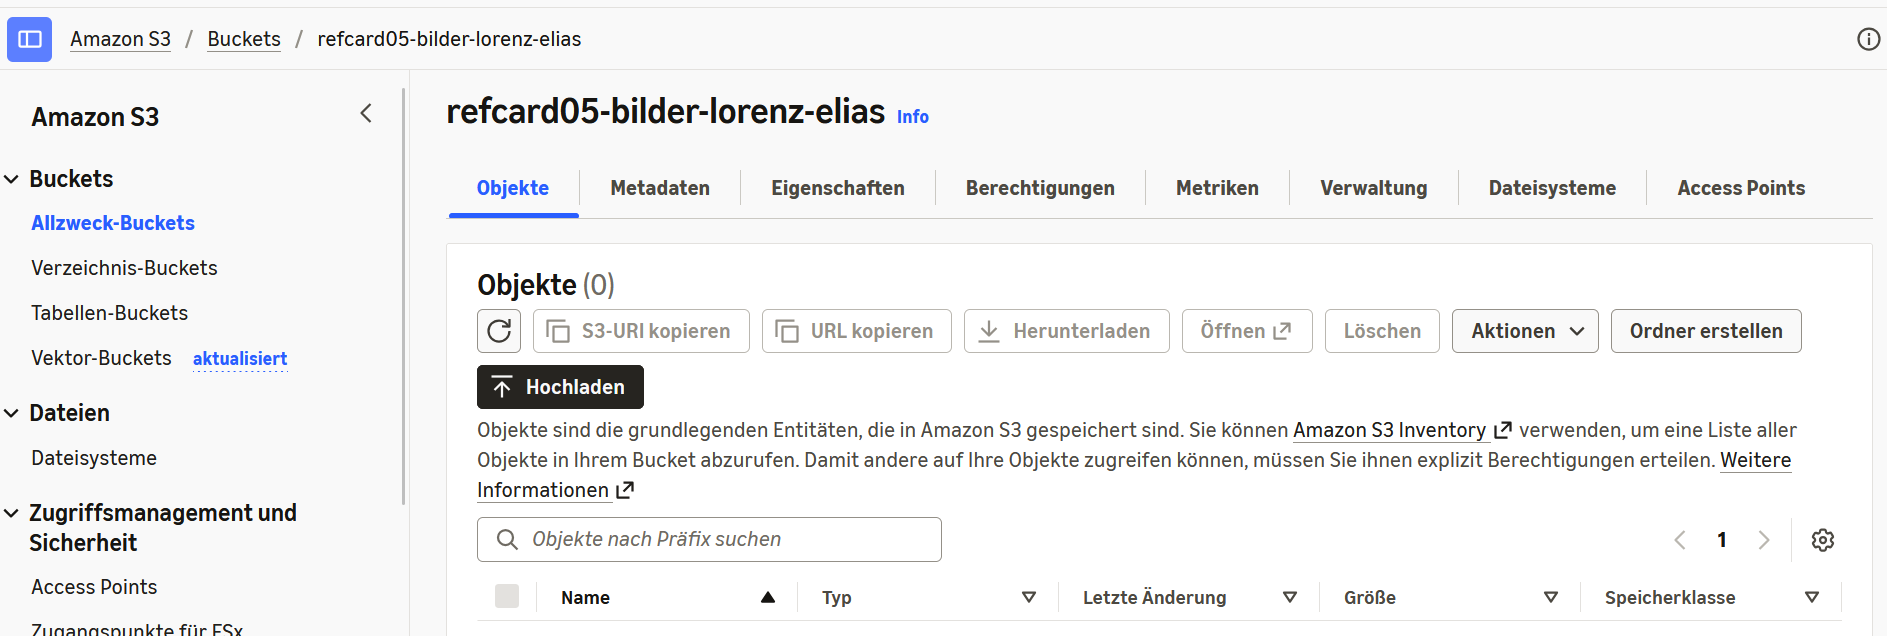 Amazon S3 / Buckets / refcard05-bilder-lorenz-elias
Amazon S3
Buckets
Allzweck-Buckets
Verzeichnis-Buckets
Tabellen-Buckets
Vektor-Buckets aktualisiert
Dateien
Dateisysteme
Zugriffsmanagement und
Sicherheit
Access Points
Zugangspunkte für FSx
refcard05-bilder-lorenz-elias Info
Objekte Metadaten Eigenschaften Berechtigungen Metriken Verwaltung Dateisysteme Access Points
Objekte (0)
S3-URI kopieren URL kopieren Herunterladen Öffnen Löschen Aktionen Ordner erstellen
Hochladen
Objekte sind die grundlegenden Entitäten, die in Amazon S3 gespeichert sind. Sie können Amazon S3 Inventory verwenden, um eine Liste aller
Objekte in Ihrem Bucket abzurufen. Damit andere auf Ihre Objekte zugreifen können, müssen Sie ihnen explizit Berechtigungen erteilen. Weitere
Informationen
Objekte nach Präfix suchen
1
Name Typ Letzte Änderung Größe Speicherklasse